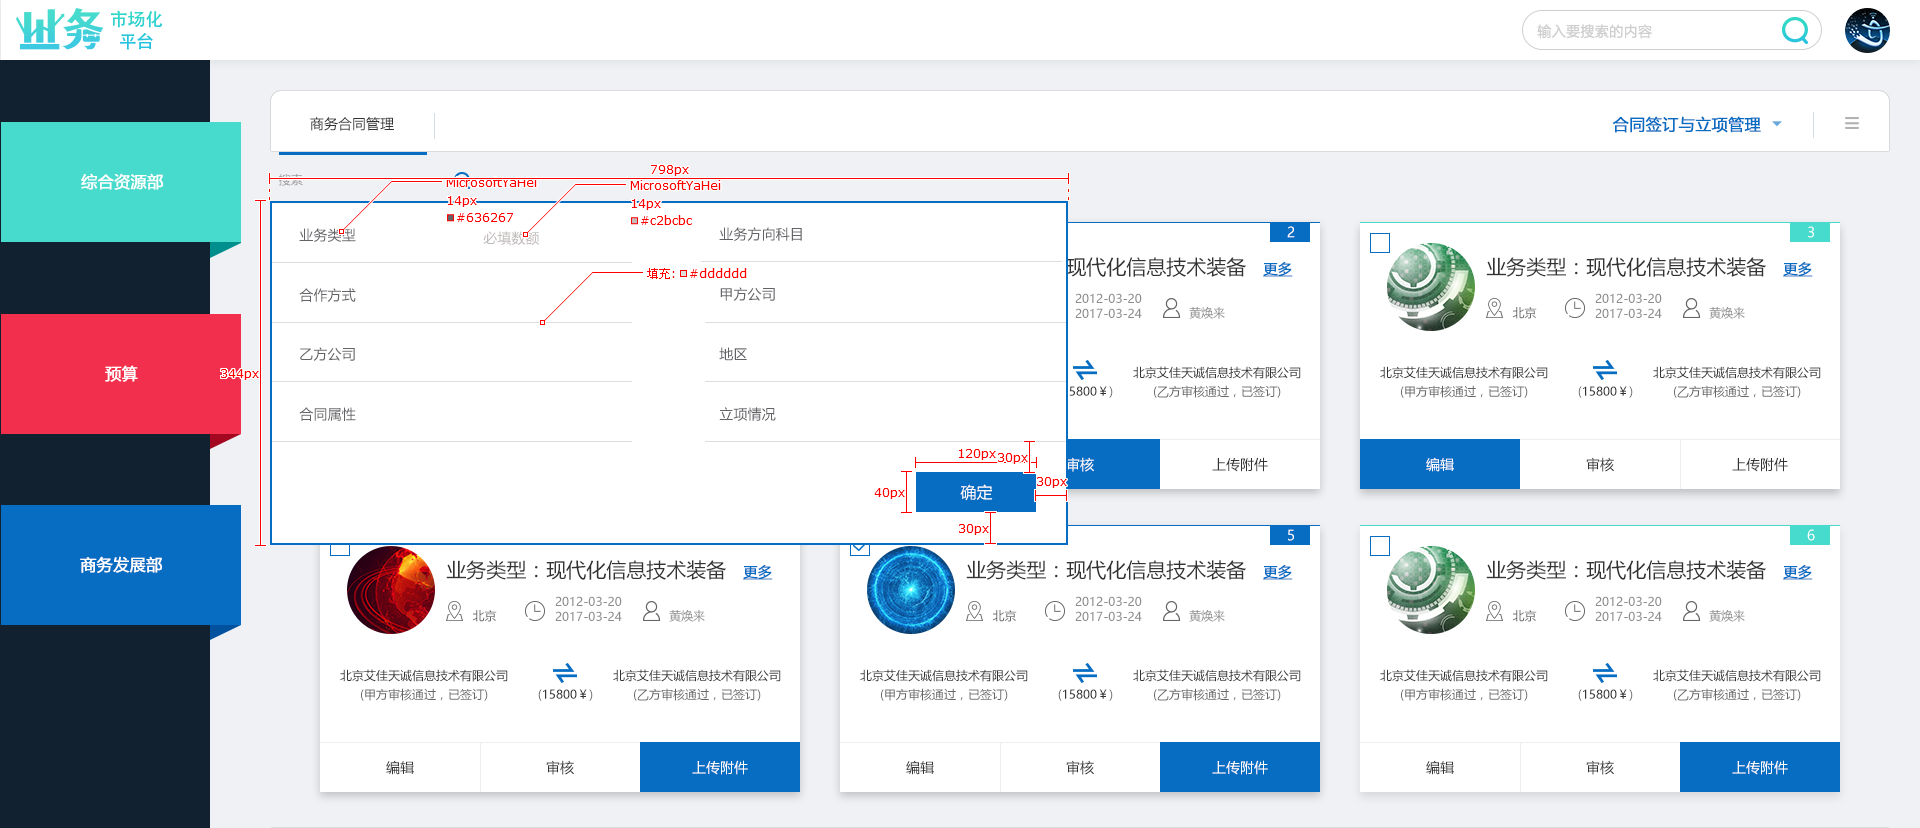 业务 市场化
平台
输入要搜索的内容
商务合同管理
合同签订与立项管理
综合资源部
预算
商务发展部
搜索
798px
MicrosoftYaHei
14px
#636267
MicrosoftYaHei
14px
#c2bcbc
业务类型
必填数额
业务方向科目
填充: #dddddd
合作方式
甲方公司
344px
乙方公司
地区
合同属性
立项情况
120px
30px
40px
确定
30px
30px
2
现代化信息技术装备 更多
2012-03-20
2017-03-24
黄焕来
5800¥)
北京艾佳天诚信息技术有限公司
(乙方审核通过，已签订)
审核
上传附件
3
业务类型：现代化信息技术装备 更多
北京
2012-03-20
2017-03-24
黄焕来
北京艾佳天诚信息技术有限公司
(甲方审核通过，已签订)
(15800¥)
北京艾佳天诚信息技术有限公司
(乙方审核通过，已签订)
编辑
审核
上传附件
业务类型：现代化信息技术装备 更多
北京
2012-03-20
2017-03-24
黄焕来
北京艾佳天诚信息技术有限公司
(甲方审核通过，已签订)
(15800¥)
北京艾佳天诚信息技术有限公司
(乙方审核通过，已签订)
编辑
审核
上传附件
5
业务类型：现代化信息技术装备 更多
北京
2012-03-20
2017-03-24
黄焕来
北京艾佳天诚信息技术有限公司
(甲方审核通过，已签订)
(15800¥)
北京艾佳天诚信息技术有限公司
(乙方审核通过，已签订)
编辑
审核
上传附件
6
业务类型：现代化信息技术装备 更多
北京
2012-03-20
2017-03-24
黄焕来
北京艾佳天诚信息技术有限公司
(甲方审核通过，已签订)
(15800¥)
北京艾佳天诚信息技术有限公司
(乙方审核通过，已签订)
编辑
审核
上传附件